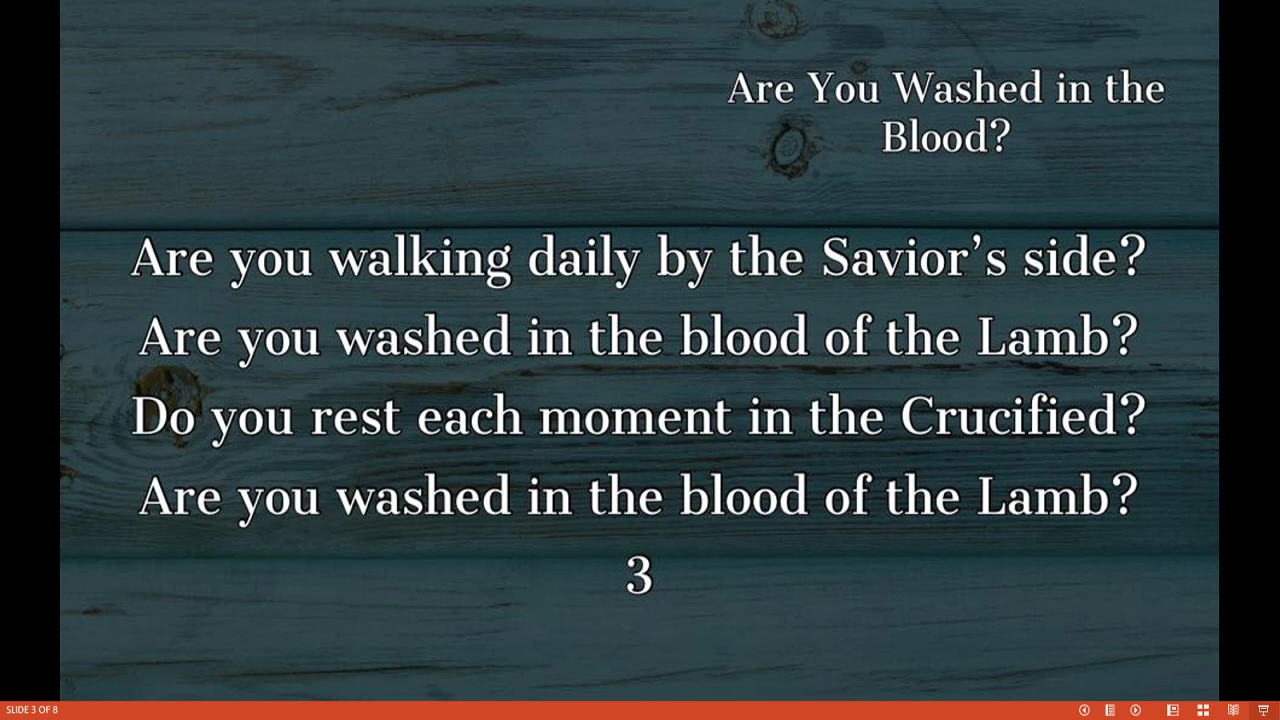 Are You Washed in the
Blood?
Are you walking daily by the Savior’s side?
Are you washed in the blood of the Lamb?
Do you rest each moment in the Crucified?
Are you washed in the blood of the Lamb?
3
SLIDE 3 OF 8